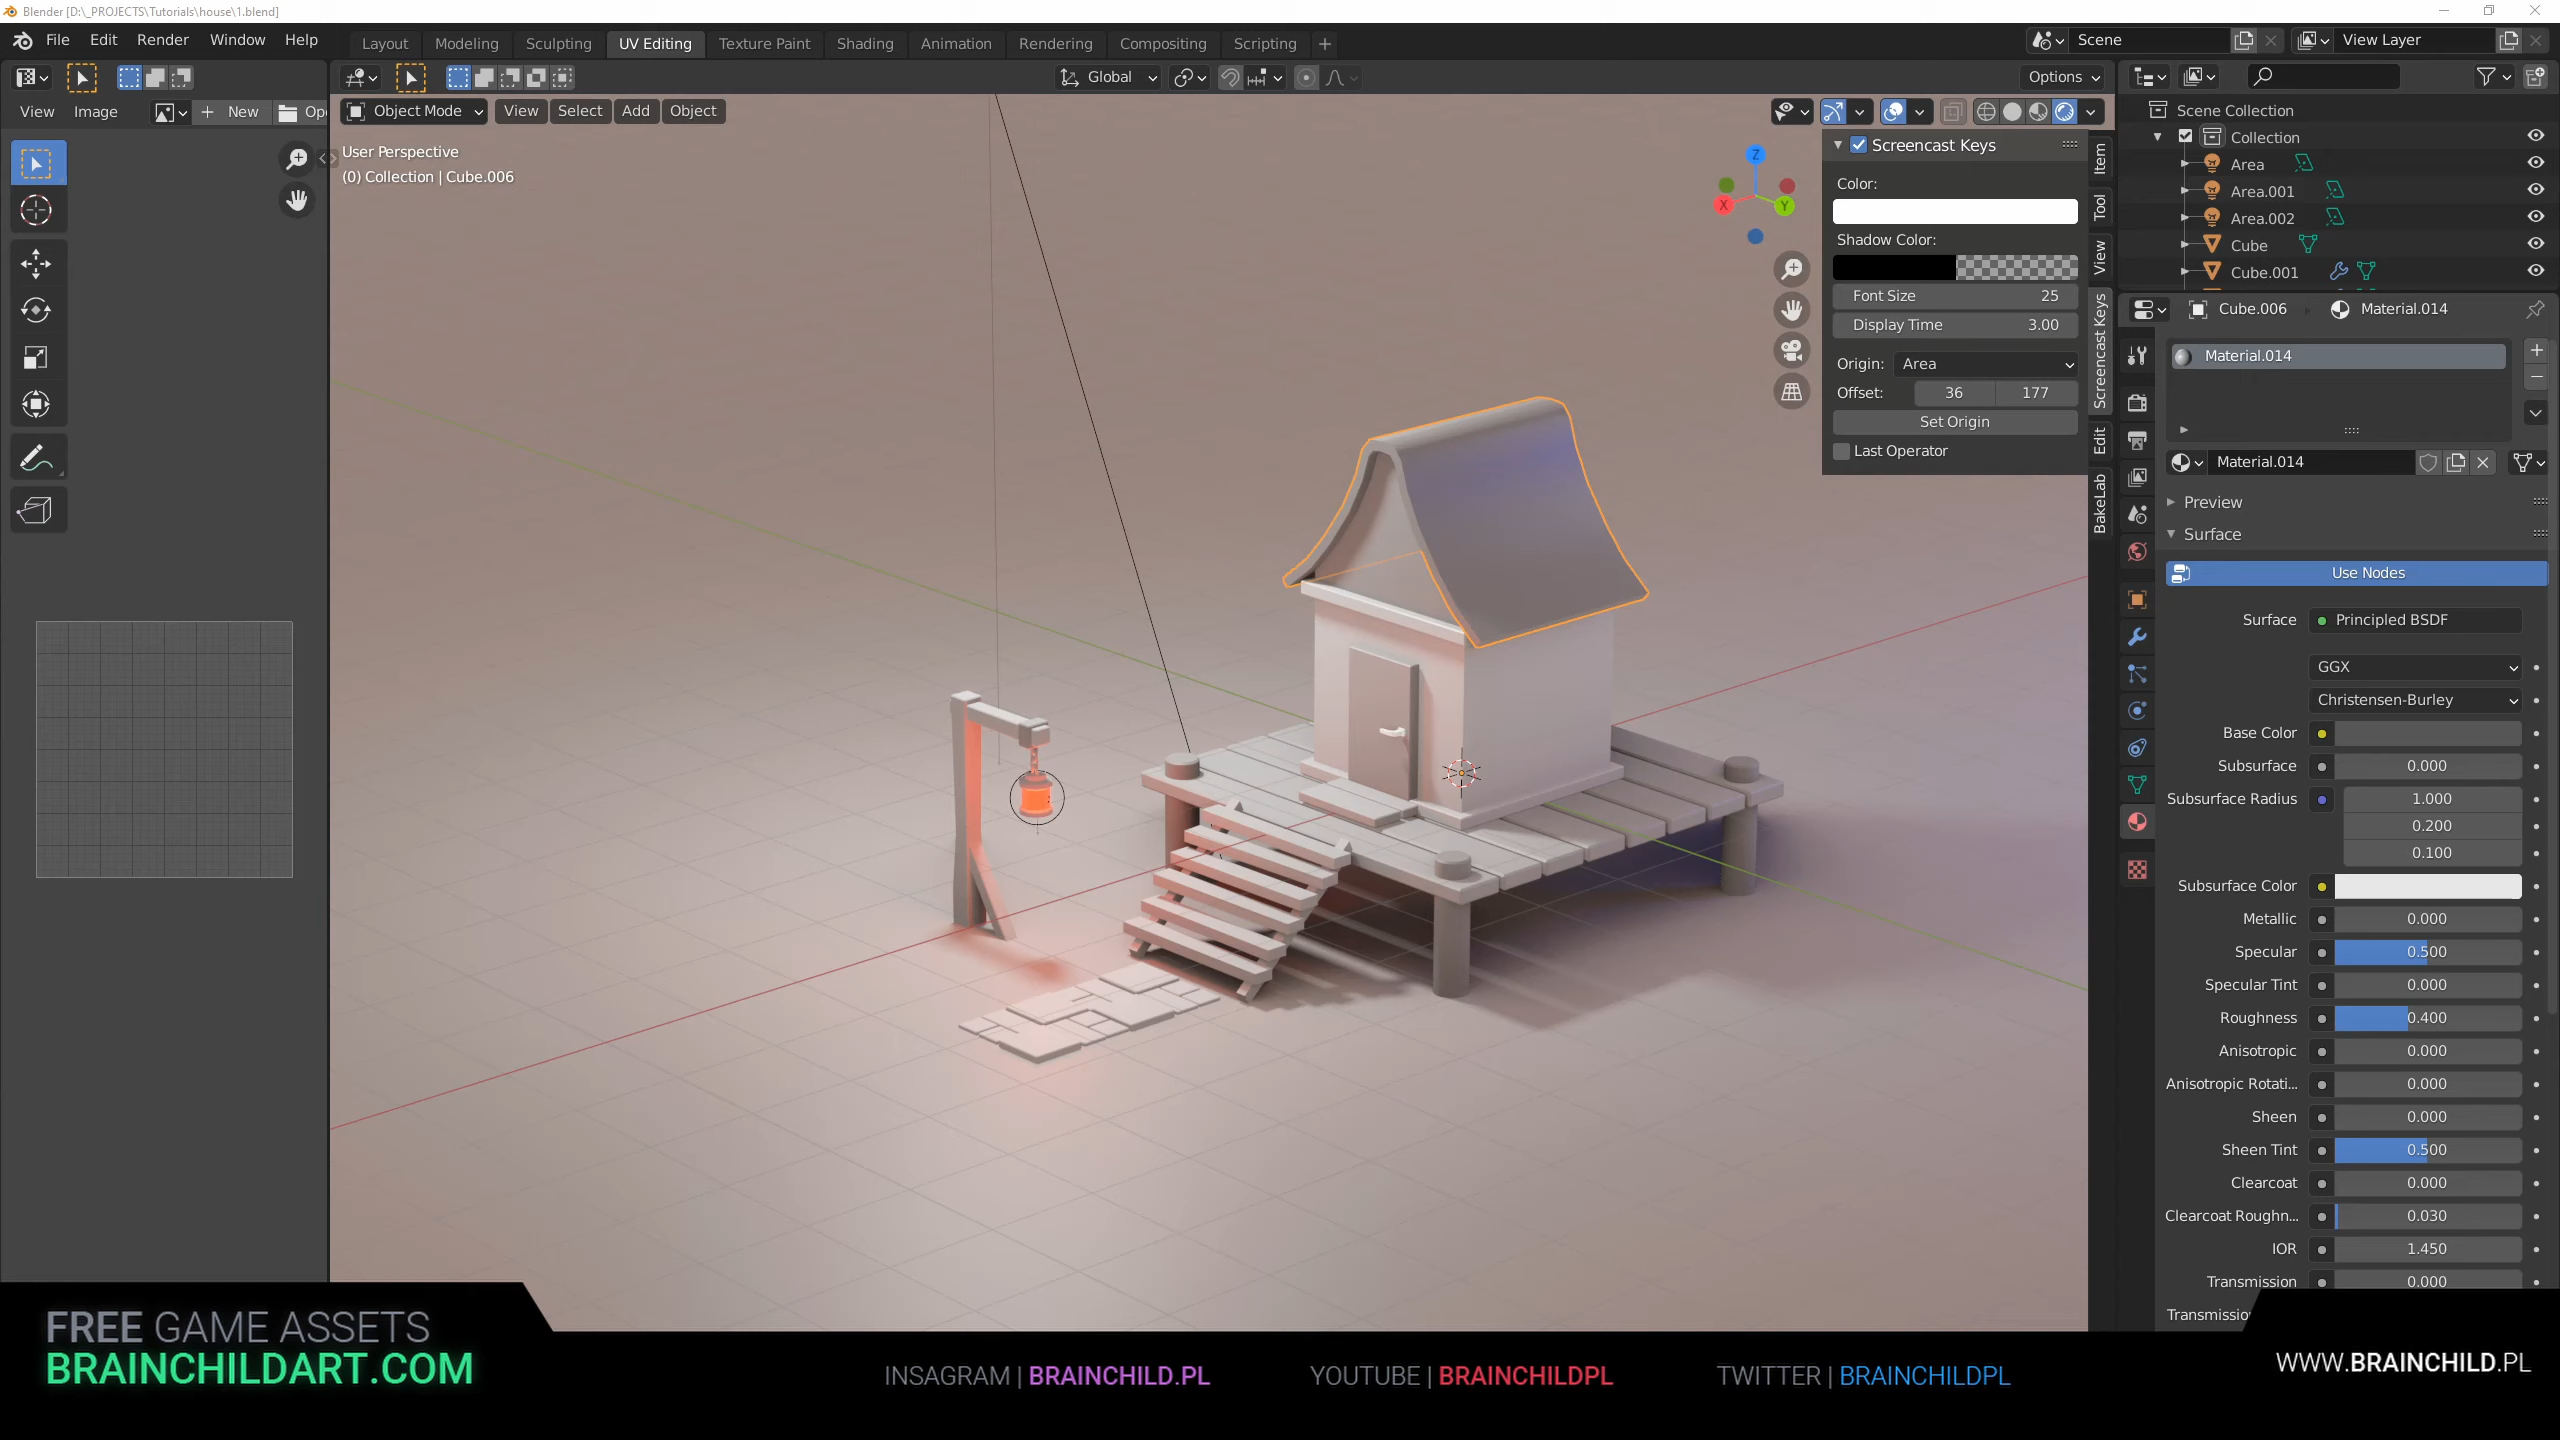 Blender [D:\_PROJECTS\Tutorials\house\1.blend]
File Edit Render Window Help Layout Modeling Sculpting UV Editing Texture Paint Shading Animation Rendering Compositing Scripting + Scene View Layer
Global Options
View Image New Op Object Mode View Select Add Object
User Perspective
(0) Collection | Cube.006
Z
X
Y
Screencast Keys
Color:
Shadow Color:
Font Size 25
Display Time 3.00
Origin: Area
Offset: 36 177
Set Origin
Last Operator
Item
Tool
View
Screencast Keys
Edit
BakeLab
Scene Collection
Collection
Area
Area.001
Area.002
Cube
Cube.001
Cube.006 Material.014
Material.014
Material.014
Preview
Surface
Use Nodes
Surface Principled BSDF
GGX
Christensen-Burley
Base Color
Subsurface 0.000
Subsurface Radius 1.000
0.200
0.100
Subsurface Color
Metallic 0.000
Specular 0.500
Specular Tint 0.000
Roughness 0.400
Anisotropic 0.000
Anisotropic Rotati... 0.000
Sheen 0.000
Sheen Tint 0.500
Clearcoat 0.000
Clearcoat Roughn... 0.030
IOR 1.450
Transmission 0.000
Transmissio
FREE GAME ASSETS
BRAINCHILDART.COM
INSAGRAM | BRAINCHILD.PL YOUTUBE | BRAINCHILDPL TWITTER | BRAINCHILDPL
WWW.BRAINCHILD.PL